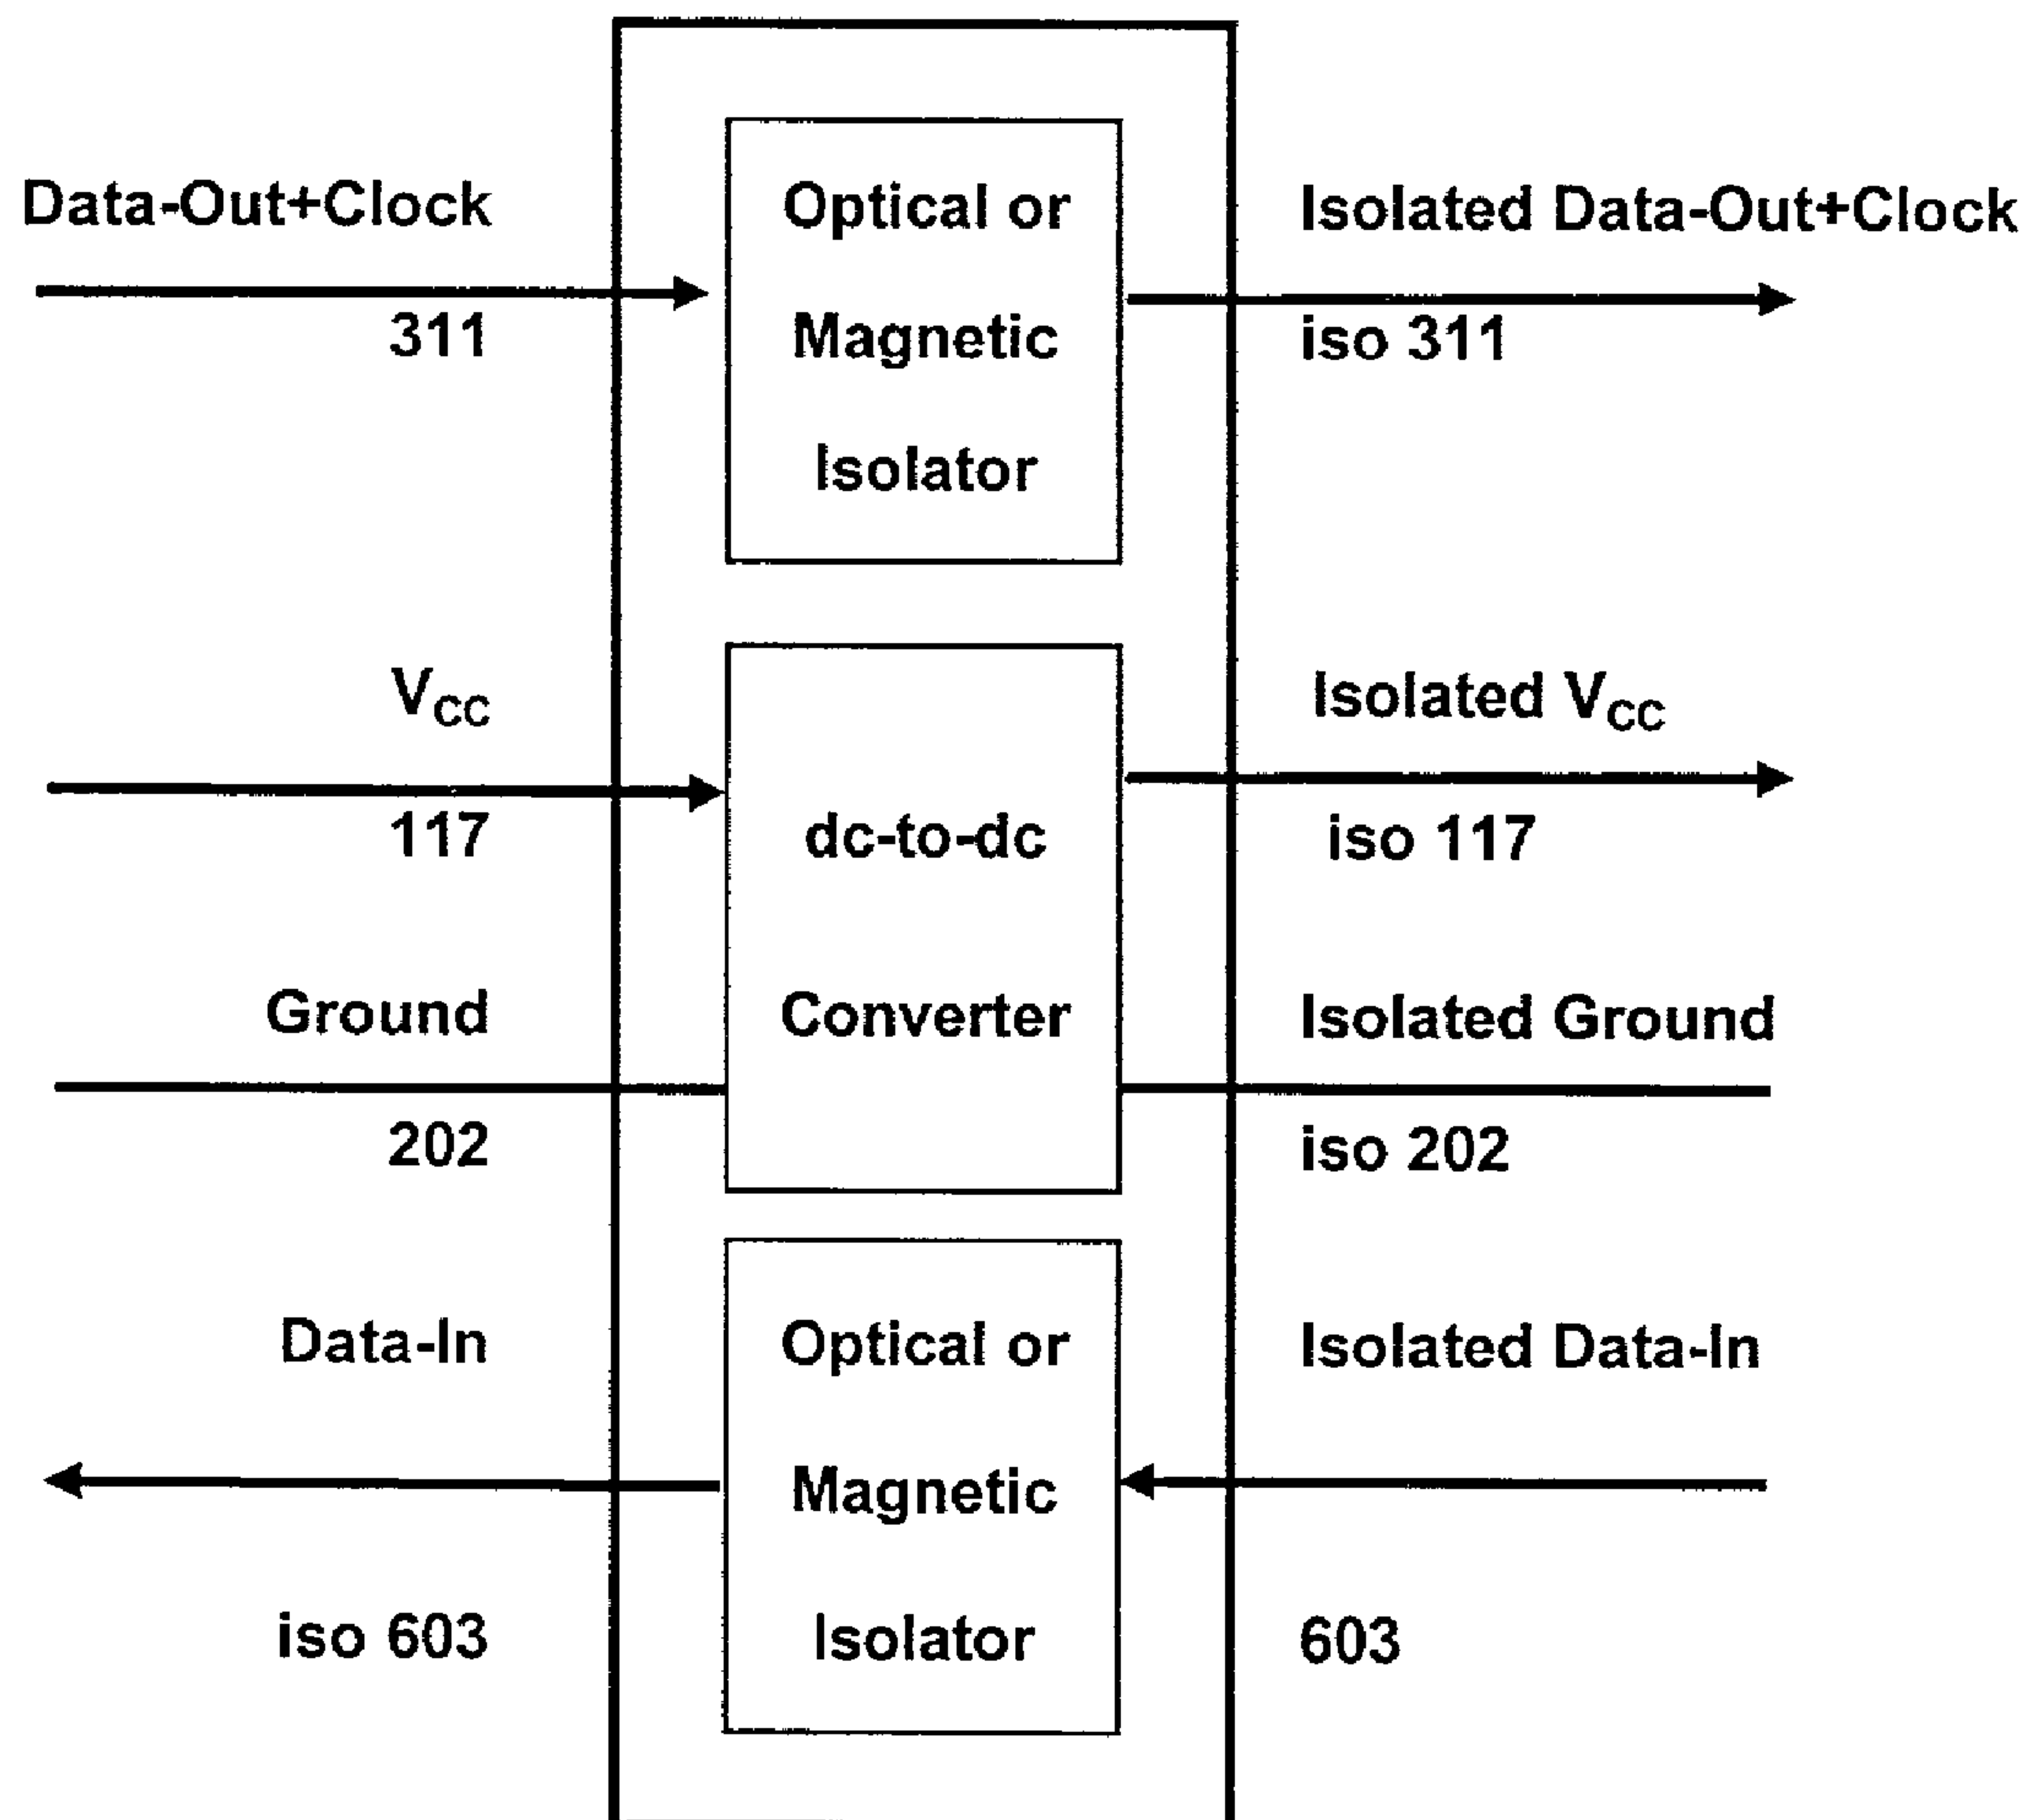 Data-Out+Clock
311
Optical or
Magnetic
Isolator
Isolated Data-Out+Clock
iso 311
VCC
117
Ground
202
dc-to-dc
Converter
Isolated VCC
iso 117
Isolated Ground
iso 202
Data-In
iso 603
Optical or
Magnetic
Isolator
Isolated Data-In
603